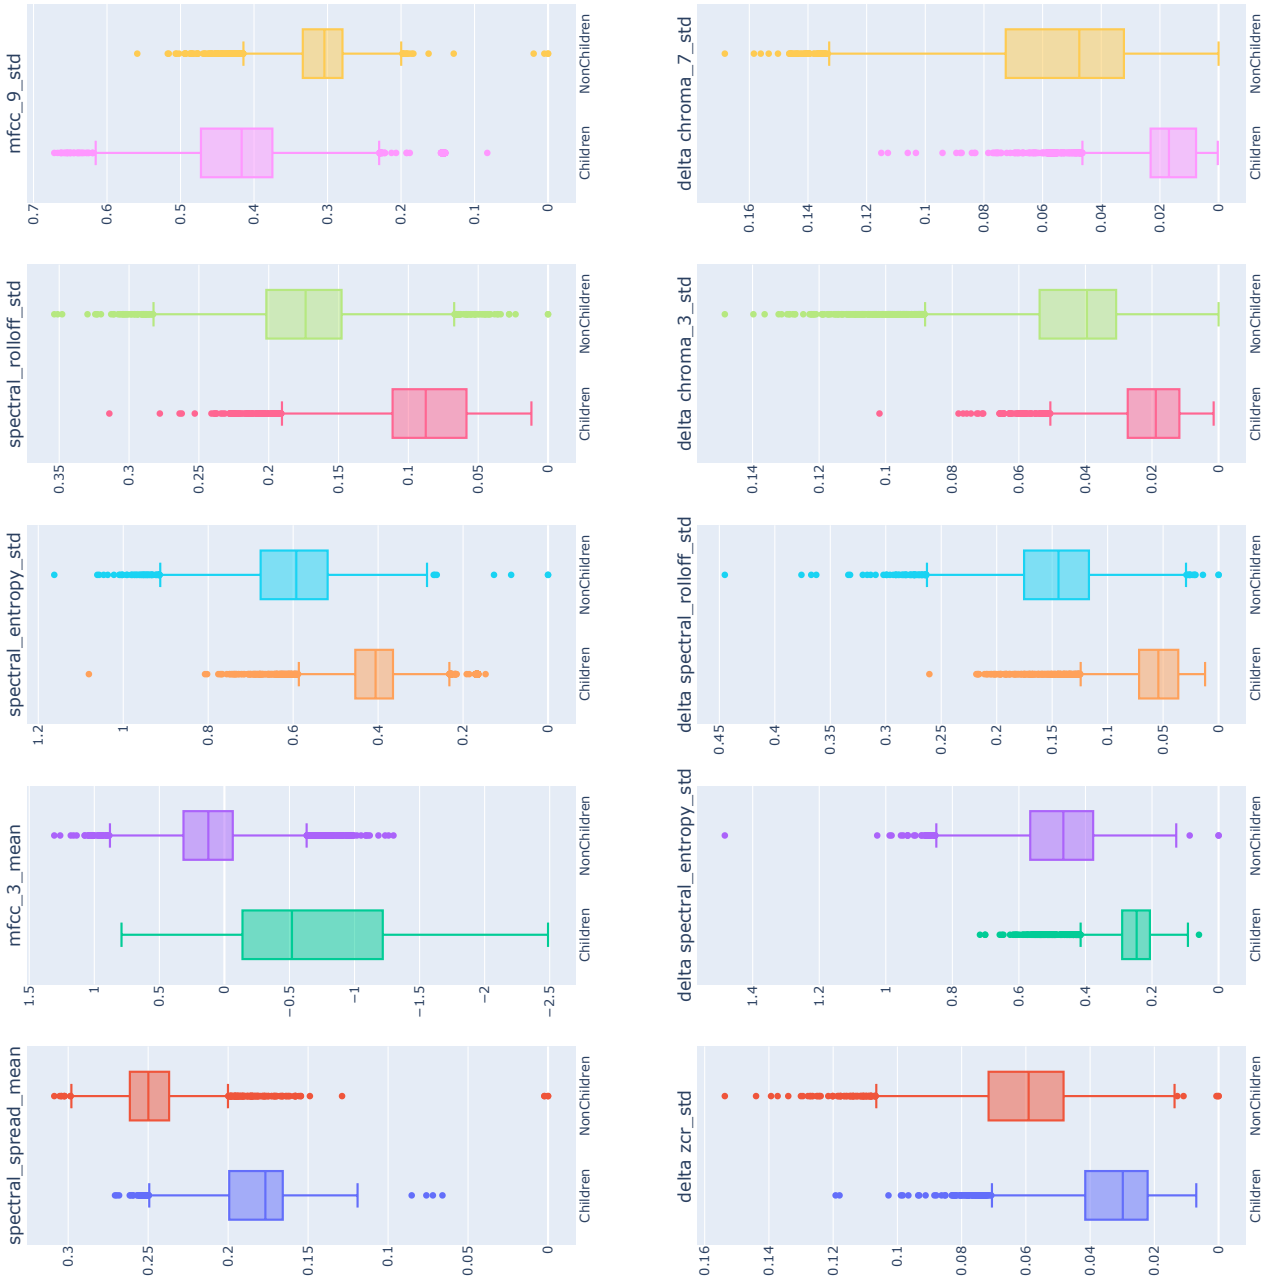 spectral_spread_mean
0.3
0.25
0.2
0.15
0.1
0.05
0
Children
NonChildren
mfcc_3_mean
1.5
1
0.5
0
−0.5
−1
−1.5
−2
−2.5
Children
NonChildren
spectral_entropy_std
1.2
1
0.8
0.6
0.4
0.2
0
Children
NonChildren
spectral_rolloff_std
0.35
0.3
0.25
0.2
0.15
0.1
0.05
0
Children
NonChildren
mfcc_9_std
0.7
0.6
0.5
0.4
0.3
0.2
0.1
0
Children
NonChildren
delta zcr_std
0.16
0.14
0.12
0.1
0.08
0.06
0.04
0.02
0
Children
NonChildren
delta spectral_entropy_std
1.4
1.2
1
0.8
0.6
0.4
0.2
0
Children
NonChildren
delta spectral_rolloff_std
0.45
0.4
0.35
0.3
0.25
0.2
0.15
0.1
0.05
0
Children
NonChildren
delta chroma_3_std
0.14
0.12
0.1
0.08
0.06
0.04
0.02
0
Children
NonChildren
delta chroma_7_std
0.16
0.14
0.12
0.1
0.08
0.06
0.04
0.02
0
Children
NonChildren